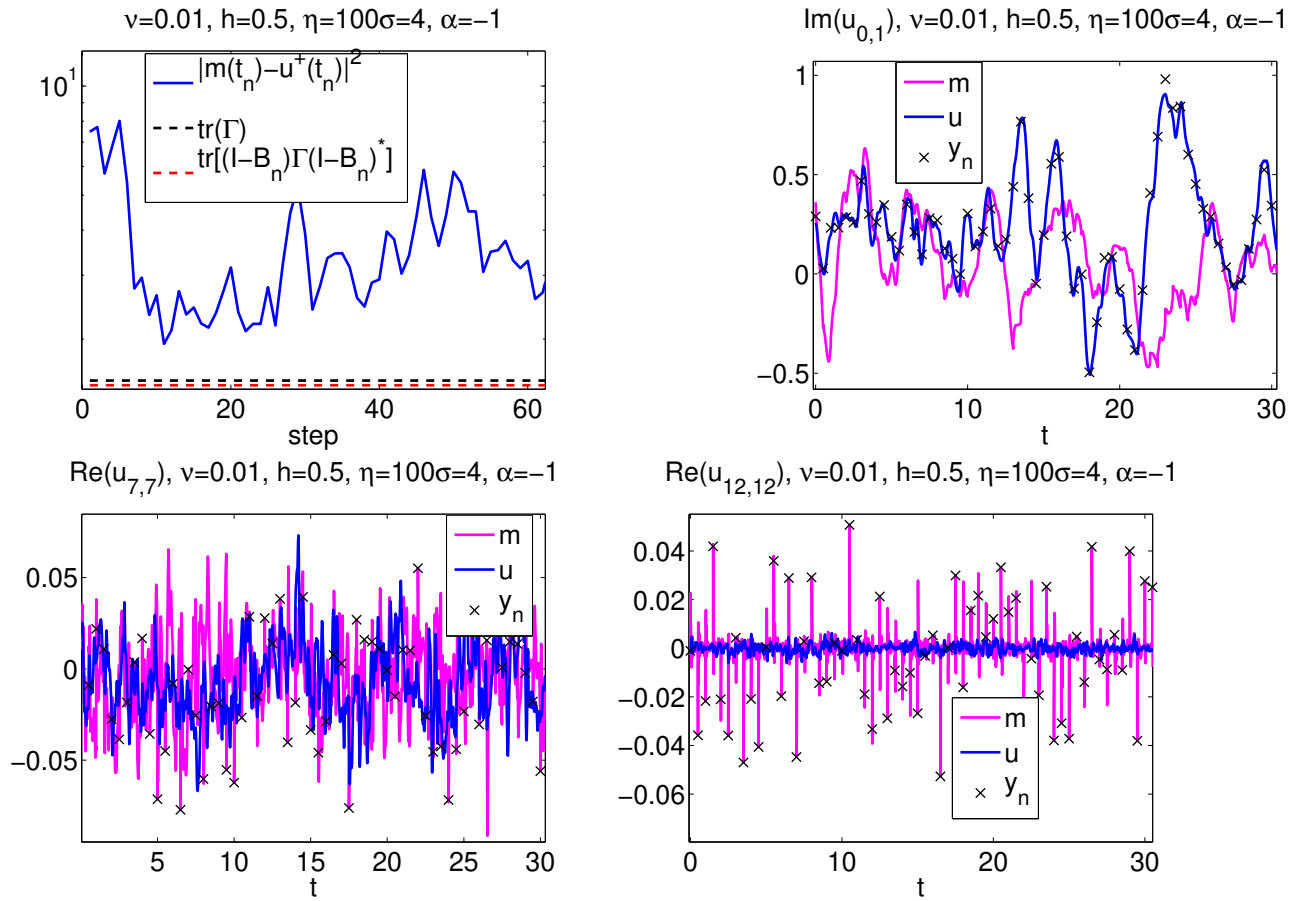 ν=0.01, h=0.5, η=100σ=4, α=−1
10^1
|m(t_n)−u^+(t_n)|^2
tr(Γ)
tr[(I−B_n)Γ(I−B_n)^*]
0 20 40 60
step
Im(u_{0,1}), ν=0.01, h=0.5, η=100σ=4, α=−1
1
0.5
0
−0.5
m
u
y_n
0 10 20 30
t
Re(u_{7,7}), ν=0.01, h=0.5, η=100σ=4, α=−1
0.05
0
−0.05
m
u
y_n
5 10 15 20 25 30
t
Re(u_{12,12}), ν=0.01, h=0.5, η=100σ=4, α=−1
0.04
0.02
0
−0.02
−0.04
−0.06
m
u
y_n
0 10 20 30
t